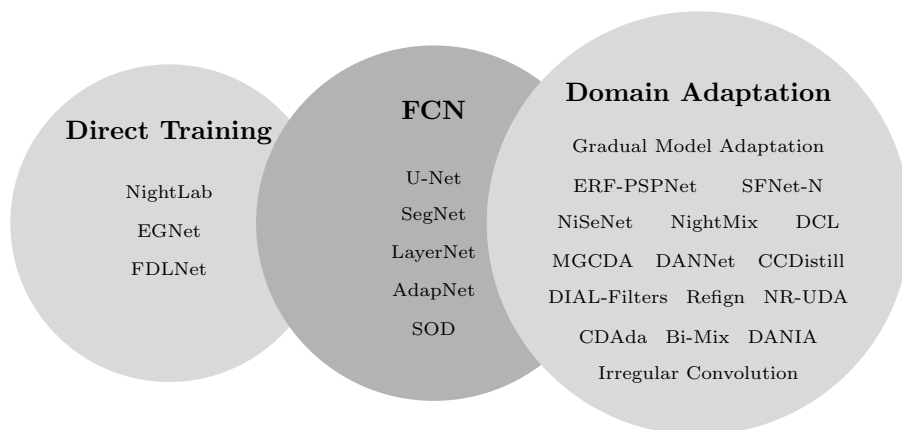 Direct Training
NightLab
EGNet
FDLNet
FCN
U-Net
SegNet
LayerNet
AdapNet
SOD
Domain Adaptation
Gradual Model Adaptation
ERF-PSPNet SFNet-N
NiSeNet NightMix DCL
MGCDA DANNet CCDistill
DIAL-Filters Refign NR-UDA
CDAda Bi-Mix DANIA
Irregular Convolution